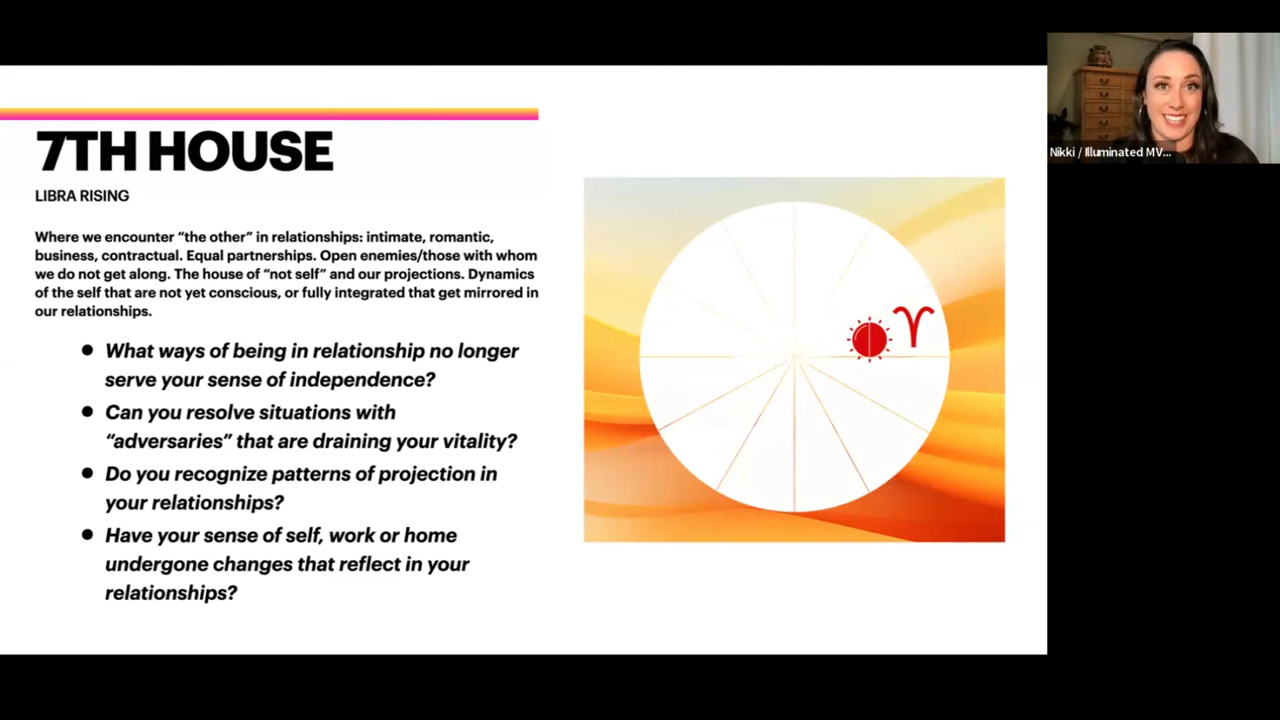 7TH HOUSE
LIBRA RISING
Where we encounter “the other” in relationships: intimate, romantic,
business, contractual. Equal partnerships. Open enemies/those with whom
we do not get along. The house of “not self” and our projections. Dynamics
of the self that are not yet conscious, or fully integrated that get mirrored in
our relationships.
● What ways of being in relationship no longer
serve your sense of independence?
● Can you resolve situations with
“adversaries” that are draining your vitality?
● Do you recognize patterns of projection in
your relationships?
● Have your sense of self, work or home
undergone changes that reflect in your
relationships?
Nikki / Illuminated MV...